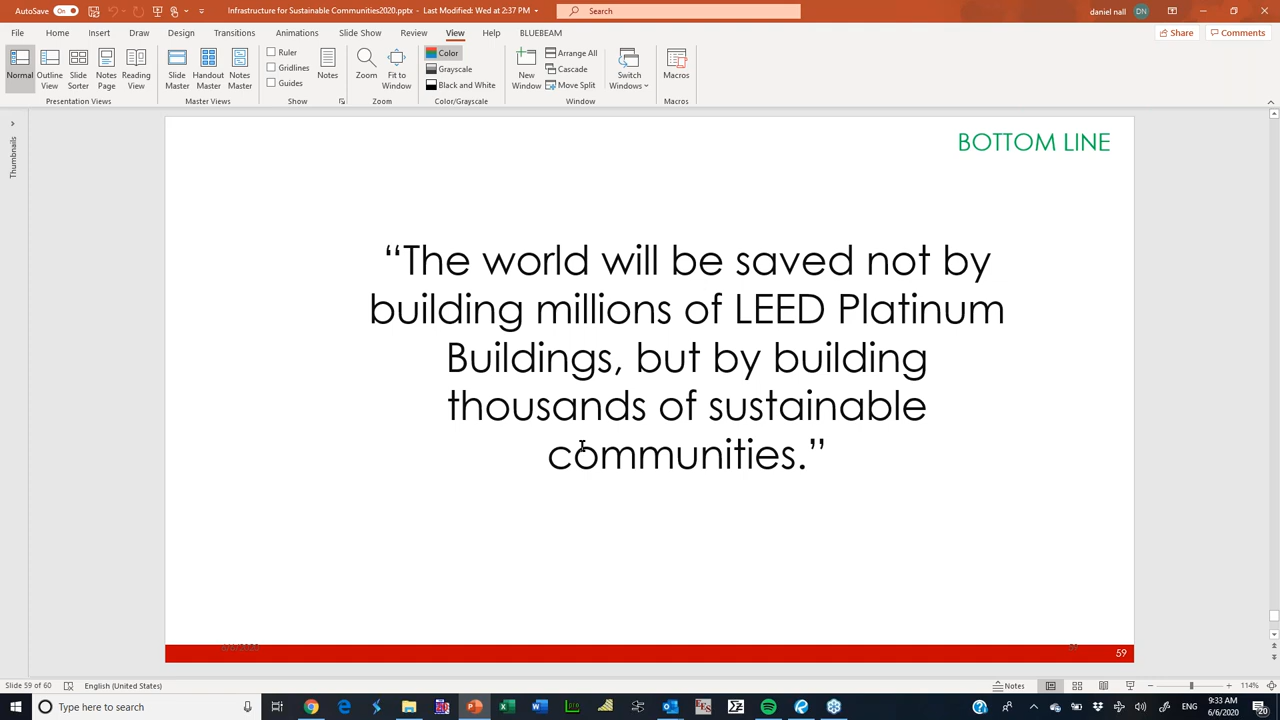 AutoSave On
Infrastructure for Sustainable Communities2020.pptx - Last Modified: Wed at 2:37 PM
Search
daniel nall DN
File Home Insert Draw Design Transitions Animations Slide Show Review View Help BLUEBEAM
Share Comments
Normal Outline View Slide Sorter Notes Page Reading View
Presentation Views
Slide Master Handout Master Notes Master
Master Views
Ruler
Gridlines
Guides
Show
Notes
Zoom Fit to Window
Zoom
Color
Grayscale
Black and White
Color/Grayscale
New Window
Arrange All
Cascade
Move Split
Switch Windows
Window
Macros
Macros
Thumbnails
BOTTOM LINE
“The world will be saved not by
building millions of LEED Platinum
Buildings, but by building
thousands of sustainable
communities.”
59
Slide 59 of 60 English (United States) Notes 114%
Type here to search
ENG 9:33 AM
6/6/2020
20